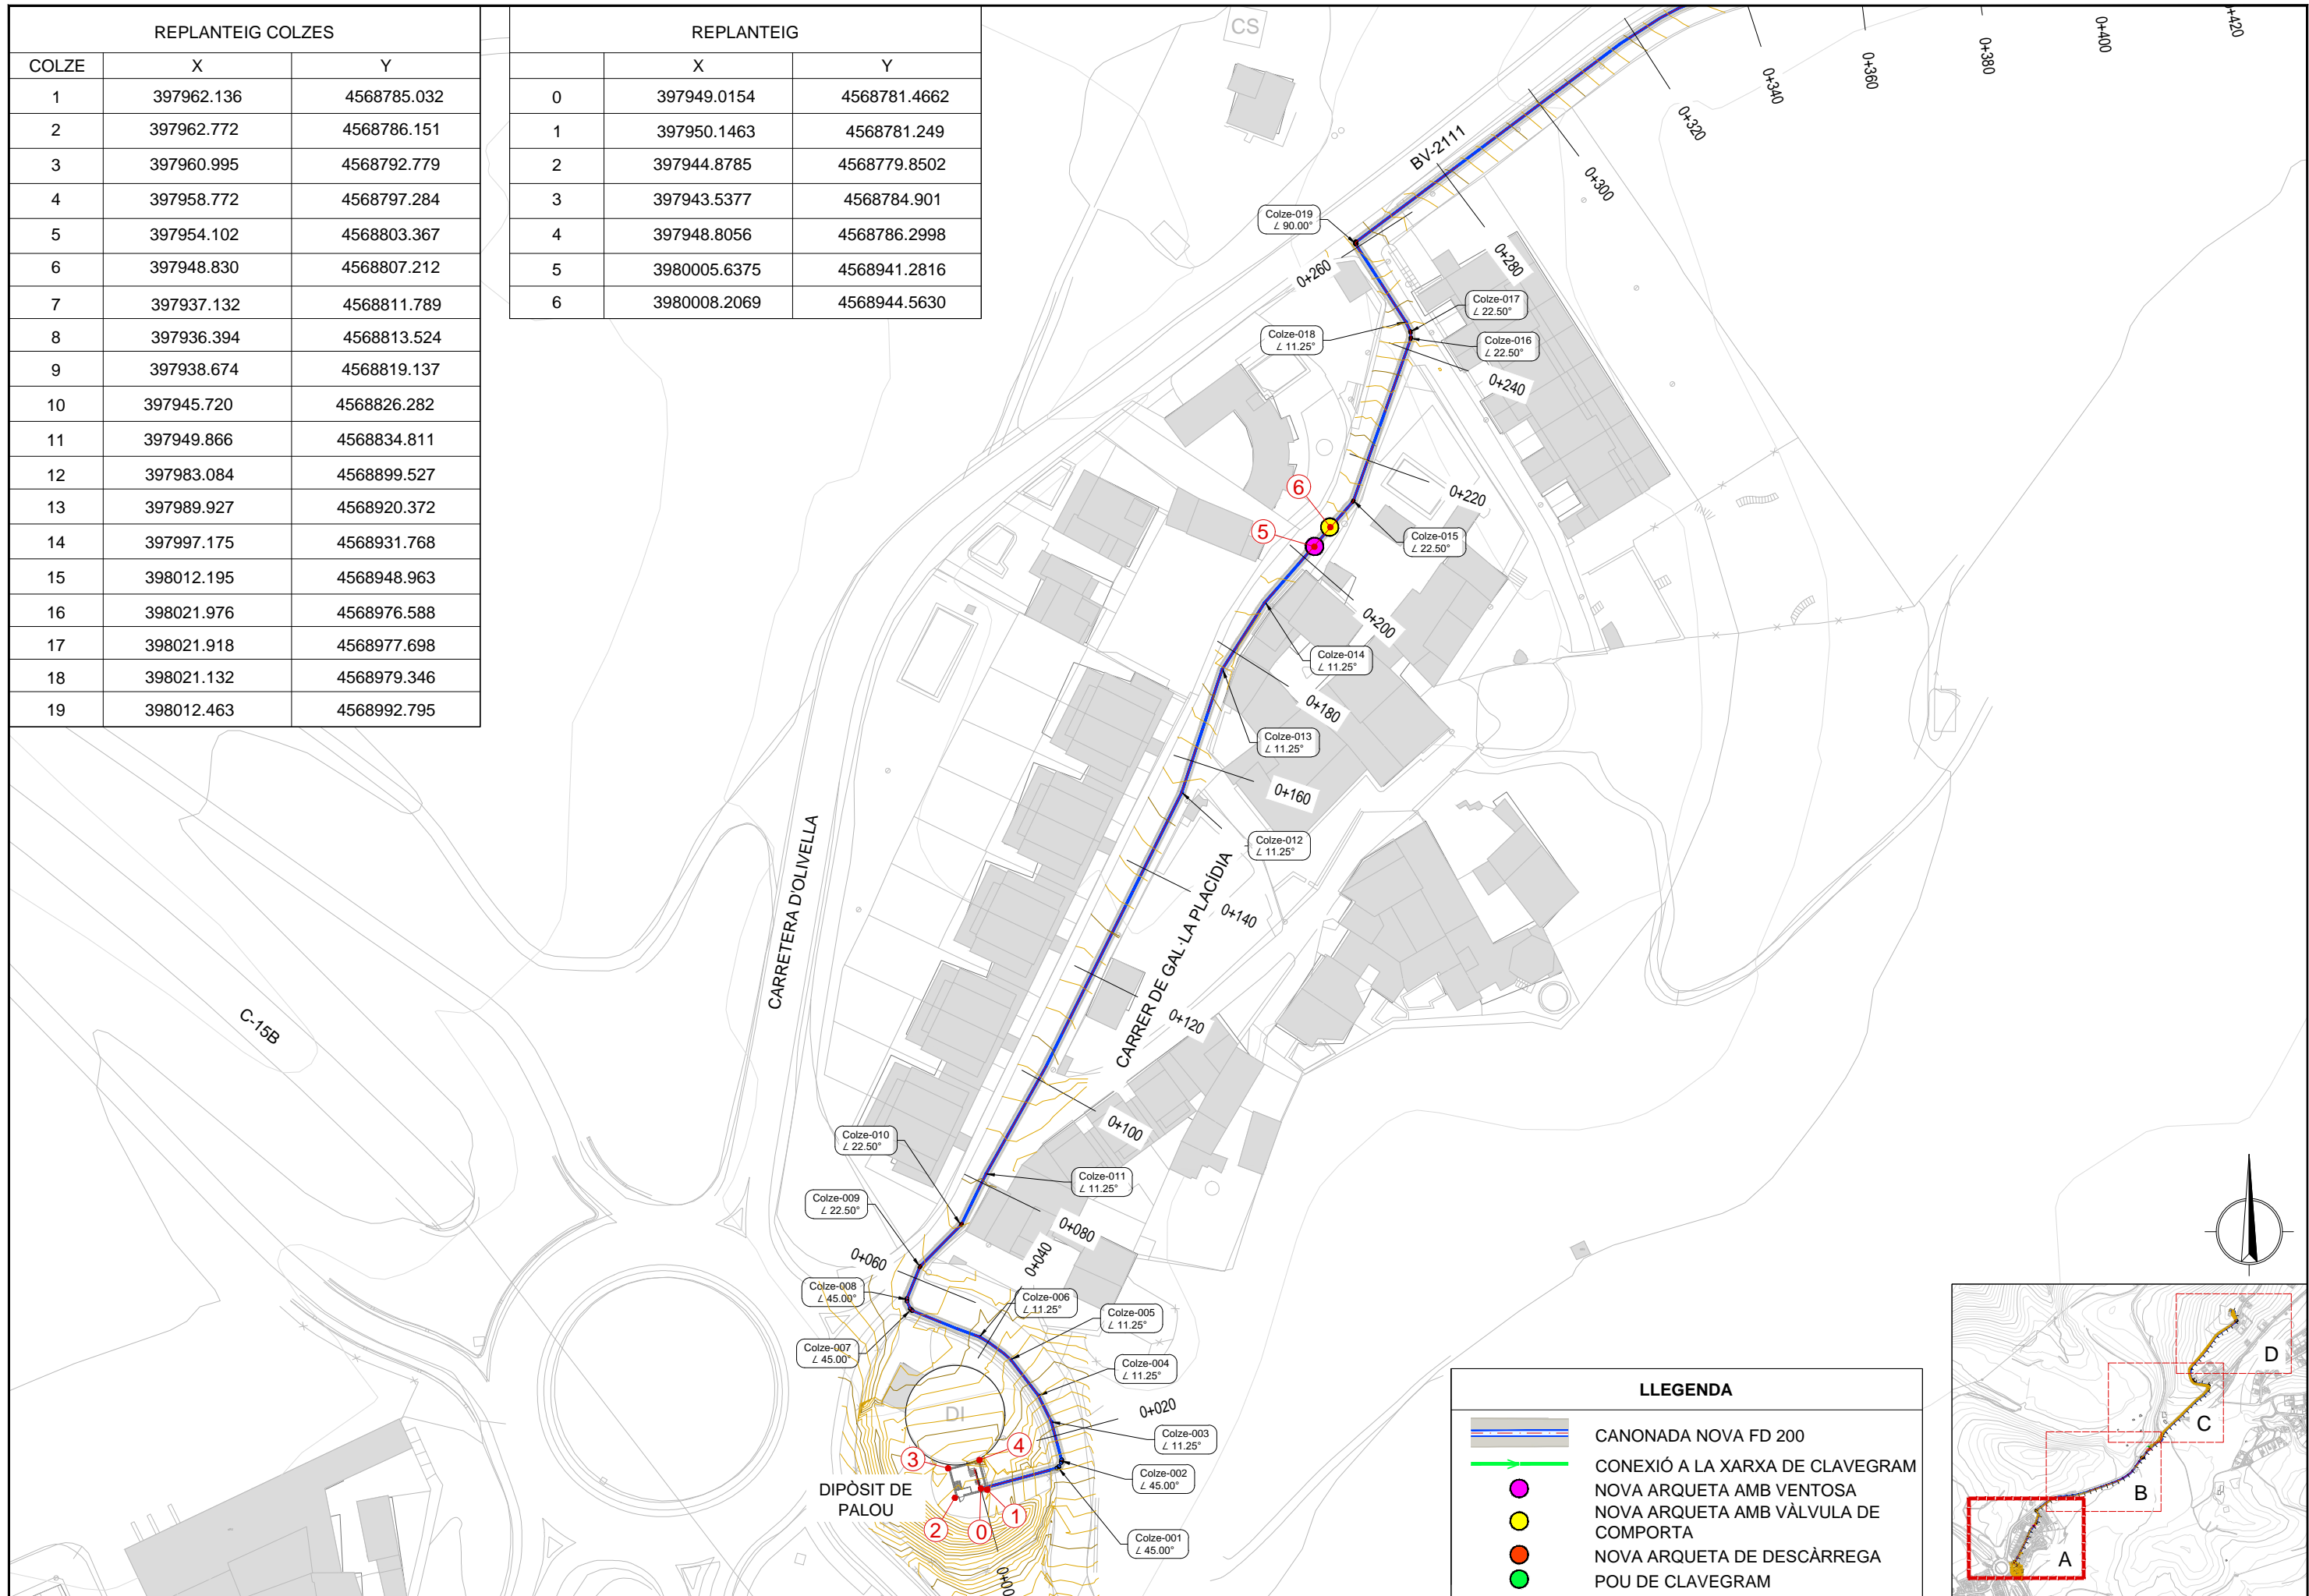 REPLANTEIG COLZES
COLZE X Y
1 397962.136 4568785.032
2 397962.772 4568786.151
3 397960.995 4568792.779
4 397958.772 4568797.284
5 397954.102 4568803.367
6 397948.830 4568807.212
7 397937.132 4568811.789
8 397936.394 4568813.524
9 397938.674 4568819.137
10 397945.720 4568826.282
11 397949.866 4568834.811
12 397983.084 4568899.527
13 397989.927 4568920.372
14 397997.175 4568931.768
15 398012.195 4568948.963
16 398021.976 4568976.588
17 398021.918 4568977.698
18 398021.132 4568979.346
19 398012.463 4568992.795
REPLANTEIG
X Y
0 397949.0154 4568781.4662
1 397950.1463 4568781.249
2 397944.8785 4568779.8502
3 397943.5377 4568784.901
4 397948.8056 4568786.2998
5 3980005.6375 4568941.2816
6 3980008.2069 4568944.5630
CS
0+420
0+400
0+380
0+360
0+340
0+320
0+300
BV-2111
0+280
0+260
Colze-019
∠ 90.00°
Colze-017
∠ 22.50°
Colze-018
∠ 11.25°
Colze-016
∠ 22.50°
0+240
0+220
6
5
Colze-015
∠ 22.50°
0+200
Colze-014
∠ 11.25°
0+180
Colze-013
∠ 11.25°
0+160
Colze-012
∠ 11.25°
0+140
CARRETERA D'OLIVELLA
CARRER DE GAL·LA PLACÍDIA
0+120
C-15B
0+100
Colze-010
∠ 22.50°
Colze-011
∠ 11.25°
Colze-009
∠ 22.50°
0+080
0+060
0+040
Colze-008
∠ 45.00°
Colze-006
∠ 11.25°
Colze-005
∠ 11.25°
Colze-007
∠ 45.00°
Colze-004
∠ 11.25°
0+020
DI
Colze-003
∠ 11.25°
4
3
Colze-002
∠ 45.00°
DIPÒSIT DE
PALOU
2
0
1
Colze-001
∠ 45.00°
LLEGENDA
CANONADA NOVA FD 200
CONEXIÓ A LA XARXA DE CLAVEGRAM
NOVA ARQUETA AMB VENTOSA
NOVA ARQUETA AMB VÀLVULA DE
COMPORTA
NOVA ARQUETA DE DESCÀRREGA
POU DE CLAVEGRAM
D
C
B
A